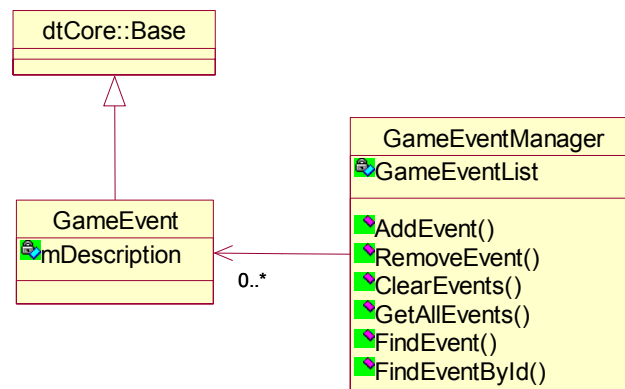 dtCore::Base
GameEvent
mDescription
0..*
GameEventManager
GameEventList
AddEvent()
RemoveEvent()
ClearEvents()
GetAllEvents()
FindEvent()
FindEventById()